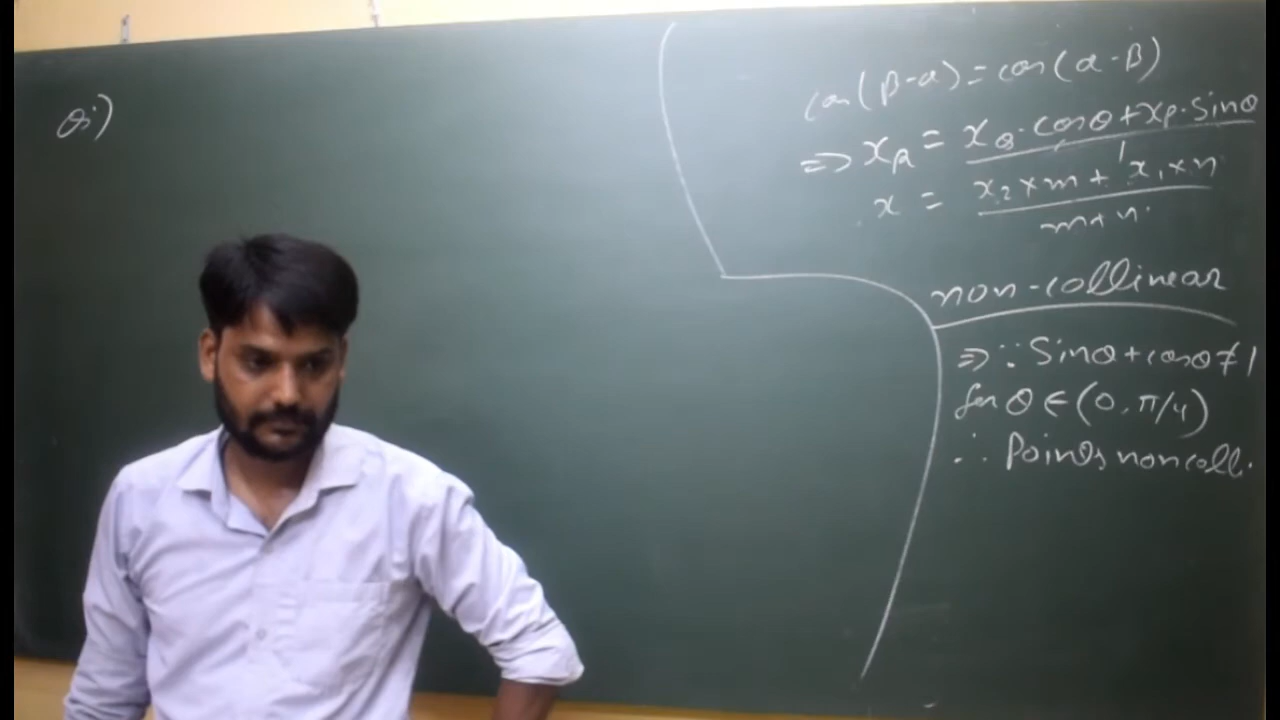 Q:)
cos(β-α) = cos(α-β)
=> x_R = x_Q·cosθ + x_P·sinθ / 1
x = x₂×m + x₁×n / m+n
non-collinear
=> ∵ Sinθ + cosθ ≠ 1
for θ ∈ (0, π/4)
∴ Points noncoll.